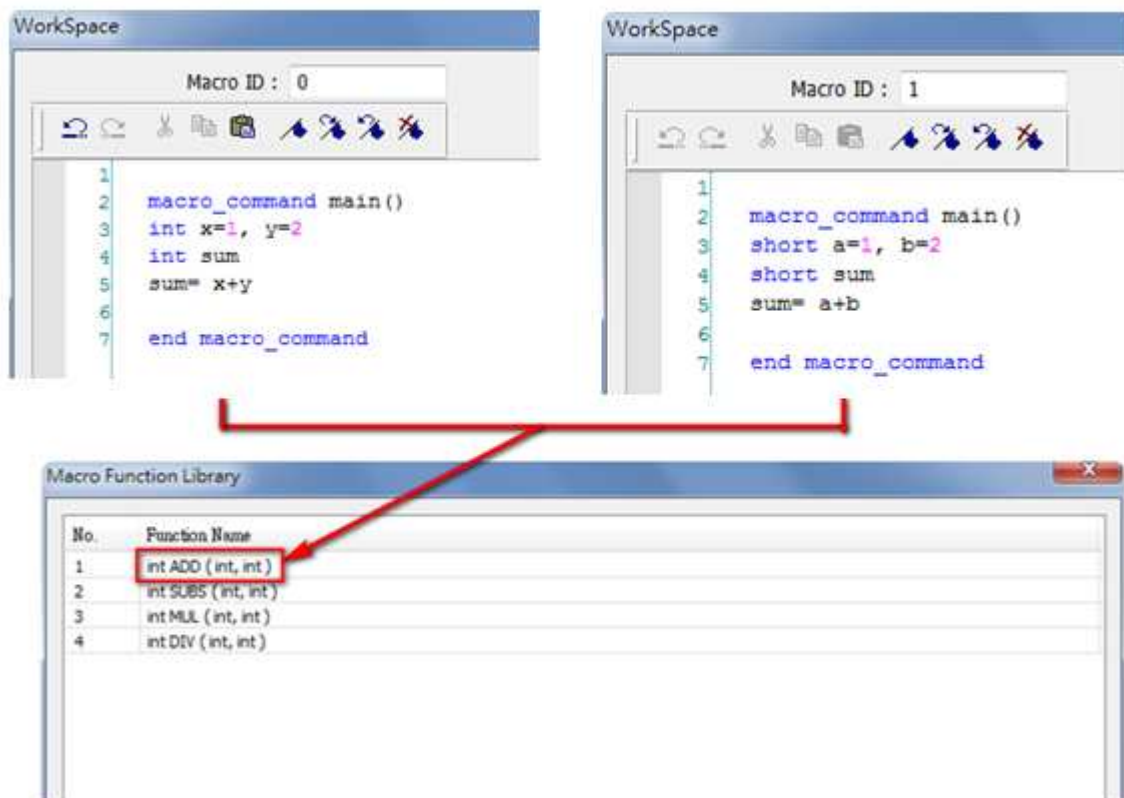 WorkSpace
Macro ID : 0
1
2 macro_command main()
3 int x=1, y=2
4 int sum
5 sum= x+y
6
7 end macro_command
WorkSpace
Macro ID : 1
1
2 macro_command main()
3 short a=1, b=2
4 short sum
5 sum= a+b
6
7 end macro_command
Macro Function Library
No. Function Name
1 int ADD ( int, int )
2 int SUBS ( int, int )
3 int MUL ( int, int )
4 int DIV ( int, int )